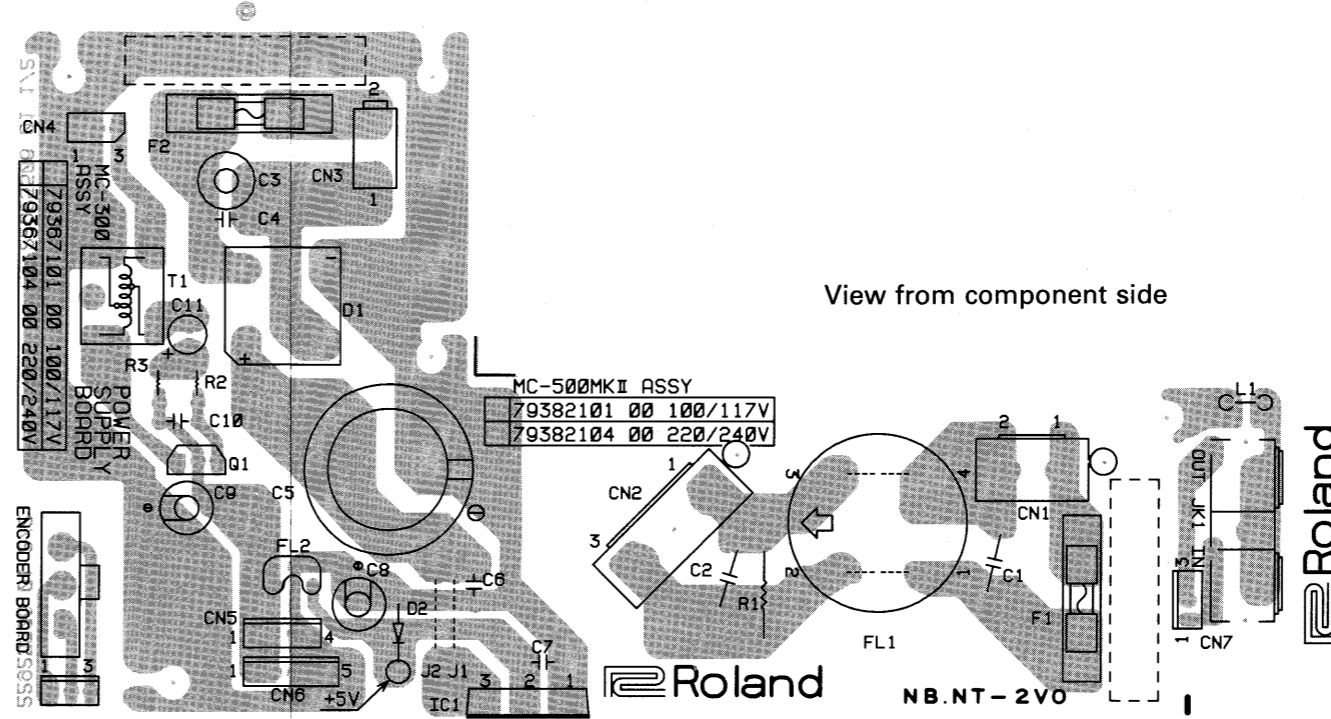 CN4
1
3
F2
C3
C4
CN3
2
1
MC-300
ASSY
79367101 00 100/117V
79367104 00 220/240V
T1
C11
+
D1
-
+
R3
R2
C10
POWER
SUPPLY
BOARD
Q1
C9
C5
FL2
C8
C6
D2
CN5
1
4
1
5
CN6
+5V
J2 J1
C7
IC1
3
2
1
ENCODER BOARD
1
3
View from component side
MC-500MKⅡ ASSY
79382101 00 100/117V
79382104 00 220/240V
CN2
1
3
C2
R1
3
2
4
1
FL1
2
1
CN1
C1
F1
L1
OUT
JK1
IN
3
1
CN7
Roland
NB.NT-2V0
Roland